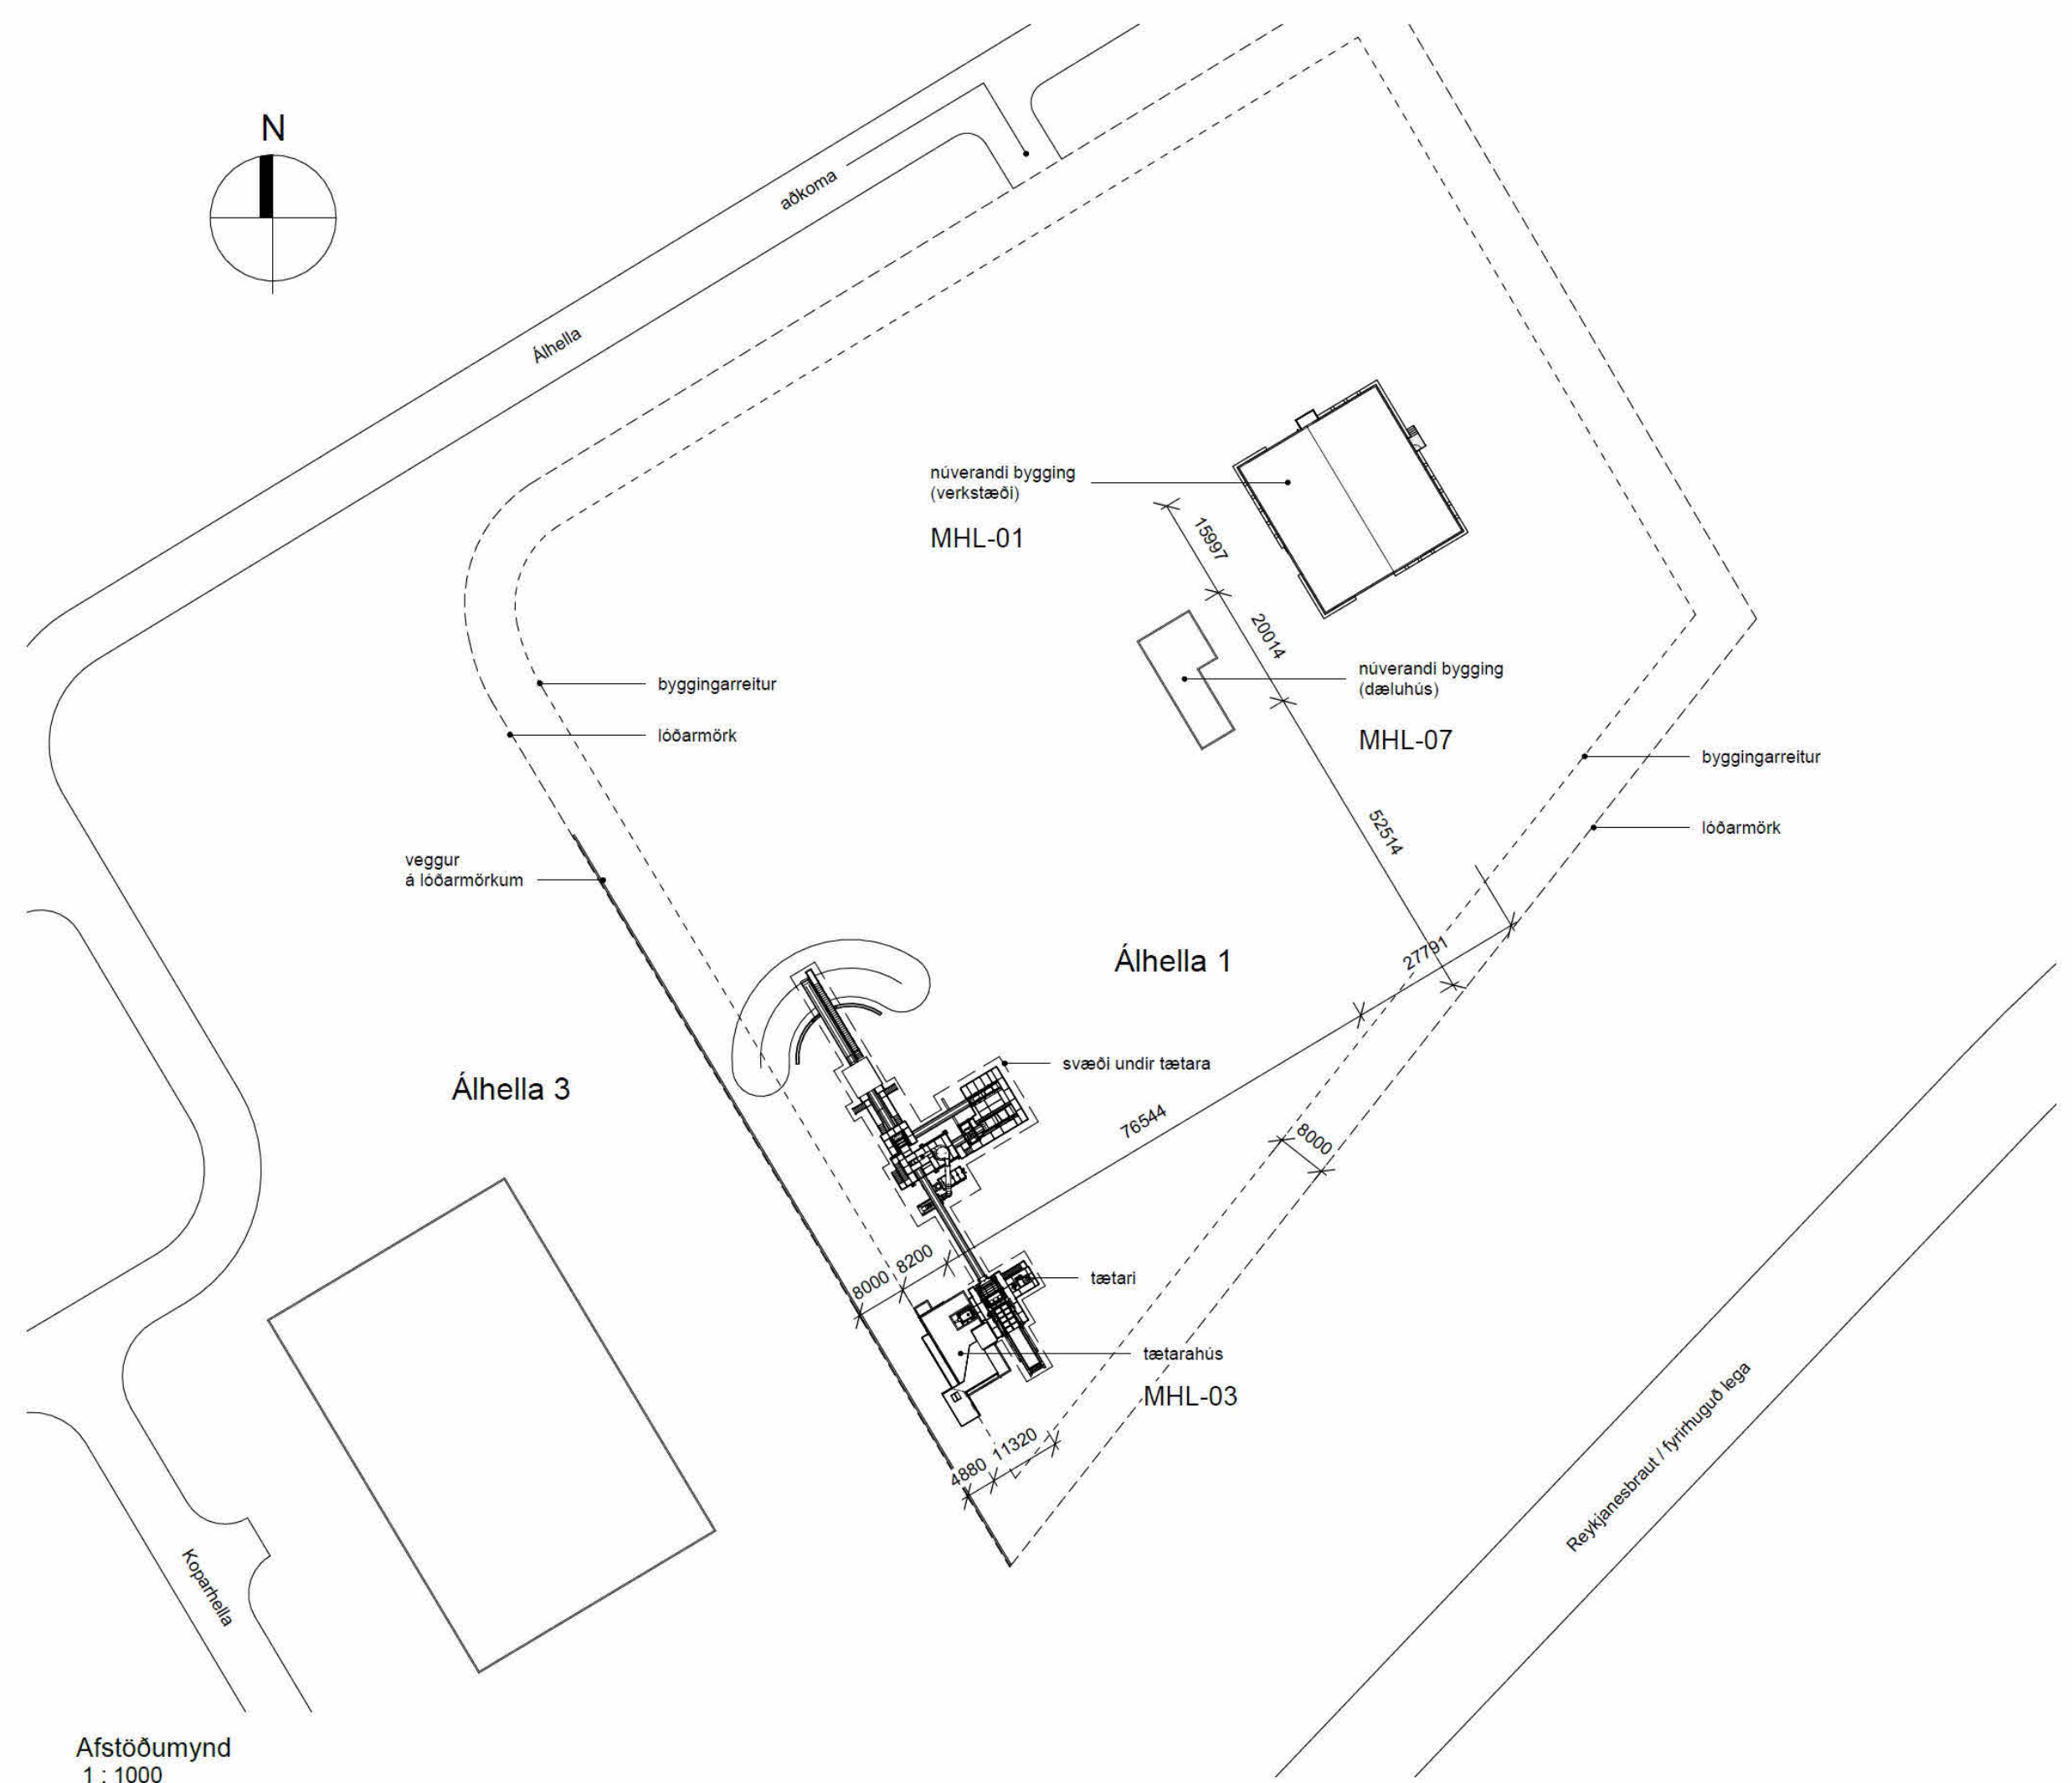 N
aðkoma
Álhella
núverandi bygging
(verkstæði)
MHL-01
15997
20014
núverandi bygging
(dæluhús)
MHL-07
byggingarreitur
lóðarmörk
byggingarreitur
lóðarmörk
52514
veggur
á lóðarmörkum
Álhella 1
27791
Álhella 3
svæði undir tætara
76544
8000
8000
8200
tætari
tætarahús
MHL-03
11320
4880
Reykjanesbraut / fyrirhuguð lega
Koparhella
Afstöðumynd
1 : 1000